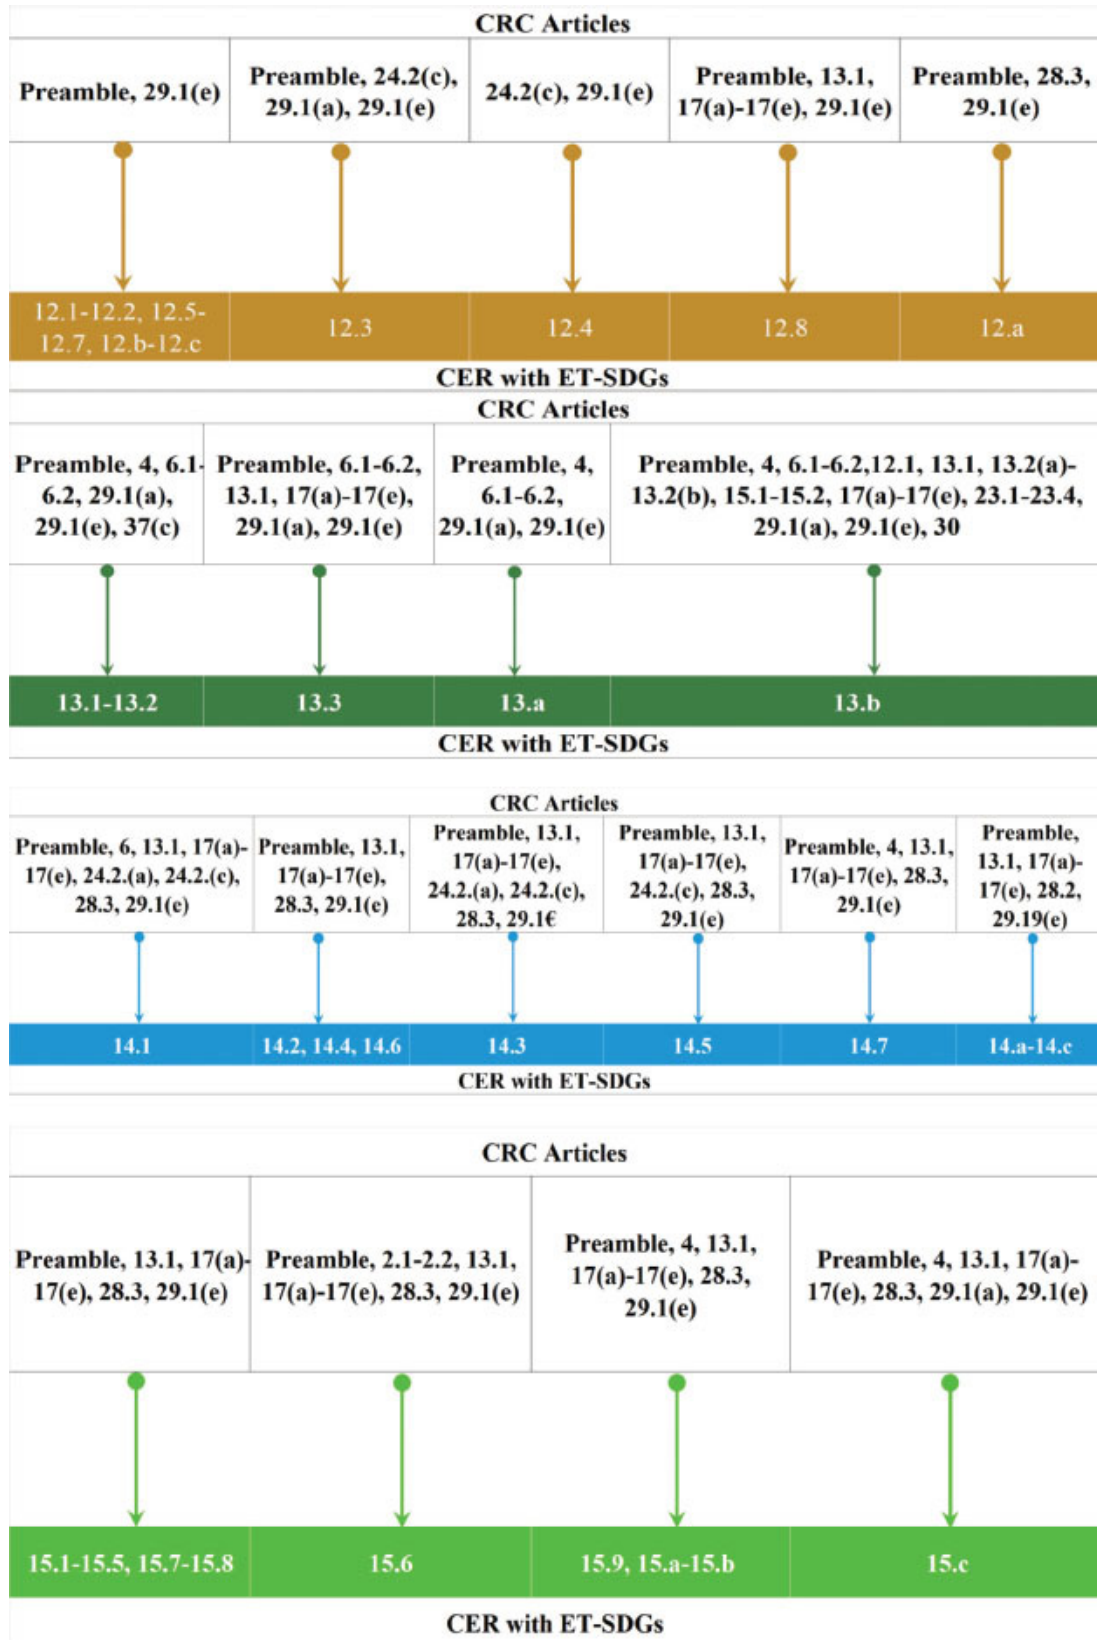 CRC Articles
Preamble, 29.1(e)
Preamble, 24.2(c),
29.1(a), 29.1(e)
24.2(c), 29.1(e)
Preamble, 13.1,
17(a)-17(e), 29.1(e)
Preamble, 28.3,
29.1(e)
12.1-12.2, 12.5-
12.7, 12.b-12.c
12.3
12.4
12.8
12.a
CER with ET-SDGs
CRC Articles
Preamble, 4, 6.1-
6.2, 29.1(a),
29.1(e), 37(c)
Preamble, 6.1-6.2,
13.1, 17(a)-17(e),
29.1(a), 29.1(e)
Preamble, 4,
6.1-6.2,
29.1(a), 29.1(e)
Preamble, 4, 6.1-6.2,12.1, 13.1, 13.2(a)-
13.2(b), 15.1-15.2, 17(a)-17(e), 23.1-23.4,
29.1(a), 29.1(e), 30
13.1-13.2
13.3
13.a
13.b
CER with ET-SDGs
CRC Articles
Preamble, 6, 13.1, 17(a)-
17(e), 24.2.(a), 24.2.(c),
28.3, 29.1(e)
Preamble, 13.1,
17(a)-17(e),
28.3, 29.1(e)
Preamble, 13.1,
17(a)-17(e),
24.2.(a), 24.2.(c),
28.3, 29.1€
Preamble, 13.1,
17(a)-17(e),
24.2.(c), 28.3,
29.1(e)
Preamble, 4, 13.1,
17(a)-17(e), 28.3,
29.1(e)
Preamble,
13.1, 17(a)-
17(e), 28.2,
29.19(e)
14.1
14.2, 14.4, 14.6
14.3
14.5
14.7
14.a-14.c
CER with ET-SDGs
CRC Articles
Preamble, 13.1, 17(a)-
17(e), 28.3, 29.1(e)
Preamble, 2.1-2.2, 13.1,
17(a)-17(e), 28.3, 29.1(e)
Preamble, 4, 13.1,
17(a)-17(e), 28.3,
29.1(e)
Preamble, 4, 13.1, 17(a)-
17(e), 28.3, 29.1(a), 29.1(e)
15.1-15.5, 15.7-15.8
15.6
15.9, 15.a-15.b
15.c
CER with ET-SDGs